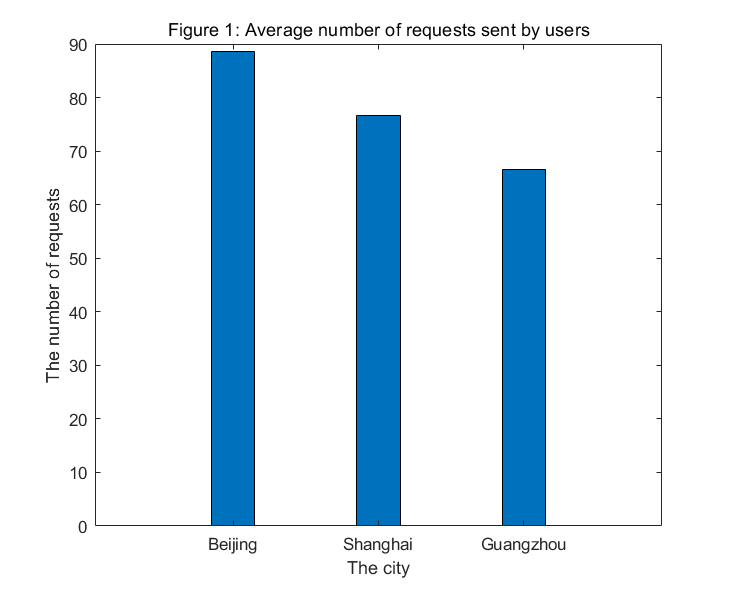 Figure 1: Average number of requests sent by users
90
80
70
60
50
40
30
20
10
0
The number of requests
Beijing
Shanghai
Guangzhou
The city